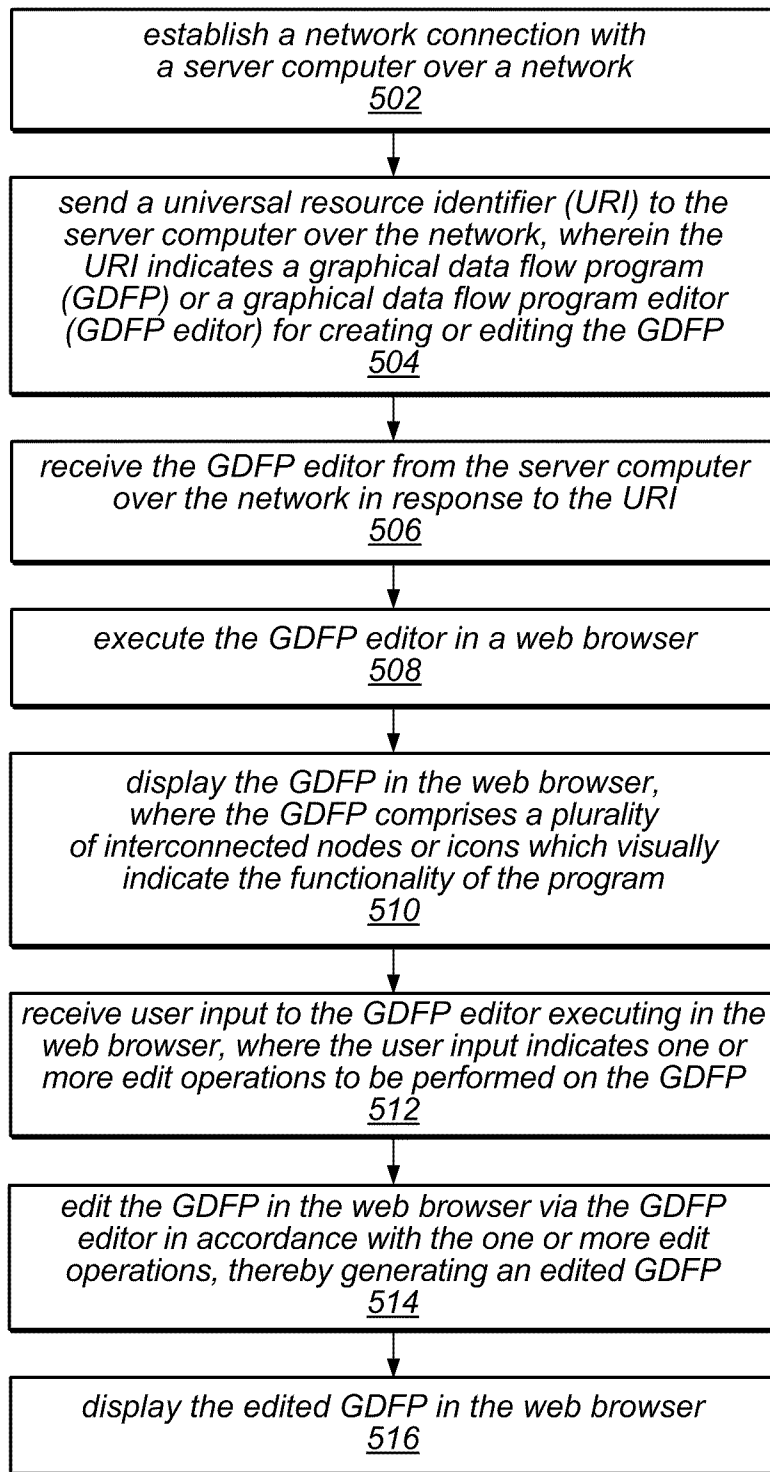 establish a network connection with
a server computer over a network
502
send a universal resource identifier (URI) to the
server computer over the network, wherein the
URI indicates a graphical data flow program
(GDFP) or a graphical data flow program editor
(GDFP editor) for creating or editing the GDFP
504
receive the GDFP editor from the server computer
over the network in response to the URI
506
execute the GDFP editor in a web browser
508
display the GDFP in the web browser,
where the GDFP comprises a plurality
of interconnected nodes or icons which visually
indicate the functionality of the program
510
receive user input to the GDFP editor executing in the
web browser, where the user input indicates one or
more edit operations to be performed on the GDFP
512
edit the GDFP in the web browser via the GDFP
editor in accordance with the one or more edit
operations, thereby generating an edited GDFP
514
display the edited GDFP in the web browser
516